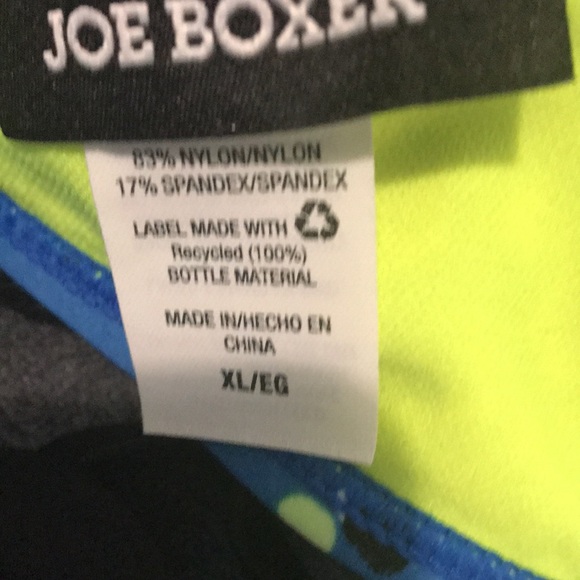 JOE BOXER
83% NYLON/NYLON
17% SPANDEX/SPANDEX
LABEL MADE WITH
Recycled (100%)
BOTTLE MATERIAL
MADE IN/HECHO EN
CHINA
XL/EG